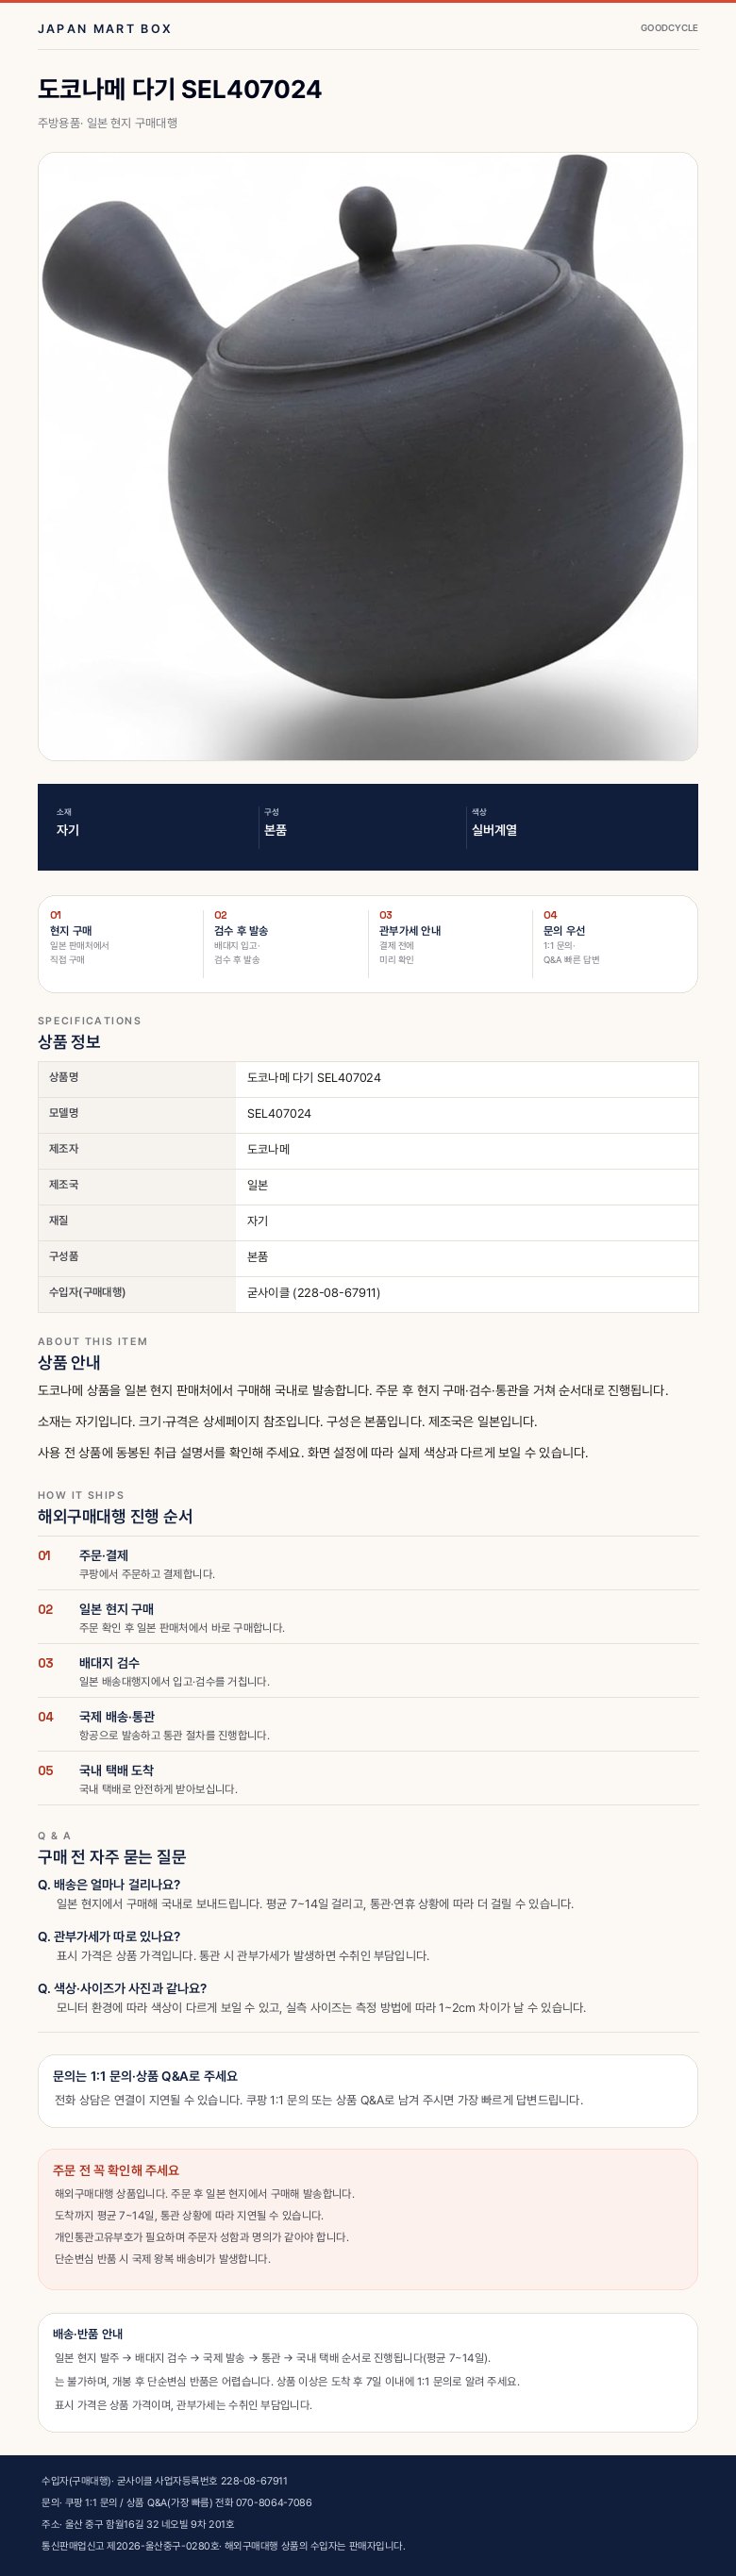 JAPAN MART BOX
GOODCYCLE
도코나메 다기 SEL407024
주방용품· 일본 현지 구매대행
소재
자기
구성
본품
색상
실버계열
01
현지 구매
일본 판매처에서
직접 구매
02
검수 후 발송
배대지 입고·
검수 후 발송
03
관부가세 안내
결제 전에
미리 확인
04
문의 우선
1:1 문의·
Q&A 빠른 답변
SPECIFICATIONS
상품 정보
상품명 도코나메 다기 SEL407024
모델명 SEL407024
제조자 도코나메
제조국 일본
재질 자기
구성품 본품
수입자(구매대행) 굳사이클 (228-08-67911)
ABOUT THIS ITEM
상품 안내
도코나메 상품을 일본 현지 판매처에서 구매해 국내로 발송합니다. 주문 후 현지 구매·검수·통관을 거쳐 순서대로 진행됩니다.
소재는 자기입니다. 크기·규격은 상세페이지 참조입니다. 구성은 본품입니다. 제조국은 일본입니다.
사용 전 상품에 동봉된 취급 설명서를 확인해 주세요. 화면 설정에 따라 실제 색상과 다르게 보일 수 있습니다.
HOW IT SHIPS
해외구매대행 진행 순서
01 주문·결제
쿠팡에서 주문하고 결제합니다.
02 일본 현지 구매
주문 확인 후 일본 판매처에서 바로 구매합니다.
03 배대지 검수
일본 배송대행지에서 입고·검수를 거칩니다.
04 국제 배송·통관
항공으로 발송하고 통관 절차를 진행합니다.
05 국내 택배 도착
국내 택배로 안전하게 받아보십니다.
Q & A
구매 전 자주 묻는 질문
Q. 배송은 얼마나 걸리나요?
일본 현지에서 구매해 국내로 보내드립니다. 평균 7~14일 걸리고, 통관·연휴 상황에 따라 더 걸릴 수 있습니다.
Q. 관부가세가 따로 있나요?
표시 가격은 상품 가격입니다. 통관 시 관부가세가 발생하면 수취인 부담입니다.
Q. 색상·사이즈가 사진과 같나요?
모니터 환경에 따라 색상이 다르게 보일 수 있고, 실측 사이즈는 측정 방법에 따라 1~2cm 차이가 날 수 있습니다.
문의는 1:1 문의·상품 Q&A로 주세요
전화 상담은 연결이 지연될 수 있습니다. 쿠팡 1:1 문의 또는 상품 Q&A로 남겨 주시면 가장 빠르게 답변드립니다.
주문 전 꼭 확인해 주세요
해외구매대행 상품입니다. 주문 후 일본 현지에서 구매해 발송합니다.
도착까지 평균 7~14일, 통관 상황에 따라 지연될 수 있습니다.
개인통관고유부호가 필요하며 주문자 성함과 명의가 같아야 합니다.
단순변심 반품 시 국제 왕복 배송비가 발생합니다.
배송·반품 안내
일본 현지 발주 → 배대지 검수 → 국제 발송 → 통관 → 국내 택배 순서로 진행됩니다(평균 7~14일).
는 불가하며, 개봉 후 단순변심 반품은 어렵습니다. 상품 이상은 도착 후 7일 이내에 1:1 문의로 알려 주세요.
표시 가격은 상품 가격이며, 관부가세는 수취인 부담입니다.
수입자(구매대행)· 굳사이클 사업자등록번호 228-08-67911
문의· 쿠팡 1:1 문의 / 상품 Q&A(가장 빠름) 전화 070-8064-7086
주소· 울산 중구 함월16길 32 네오빌 9차 201호
통신판매업신고 제2026-울산중구-0280호· 해외구매대행 상품의 수입자는 판매자입니다.